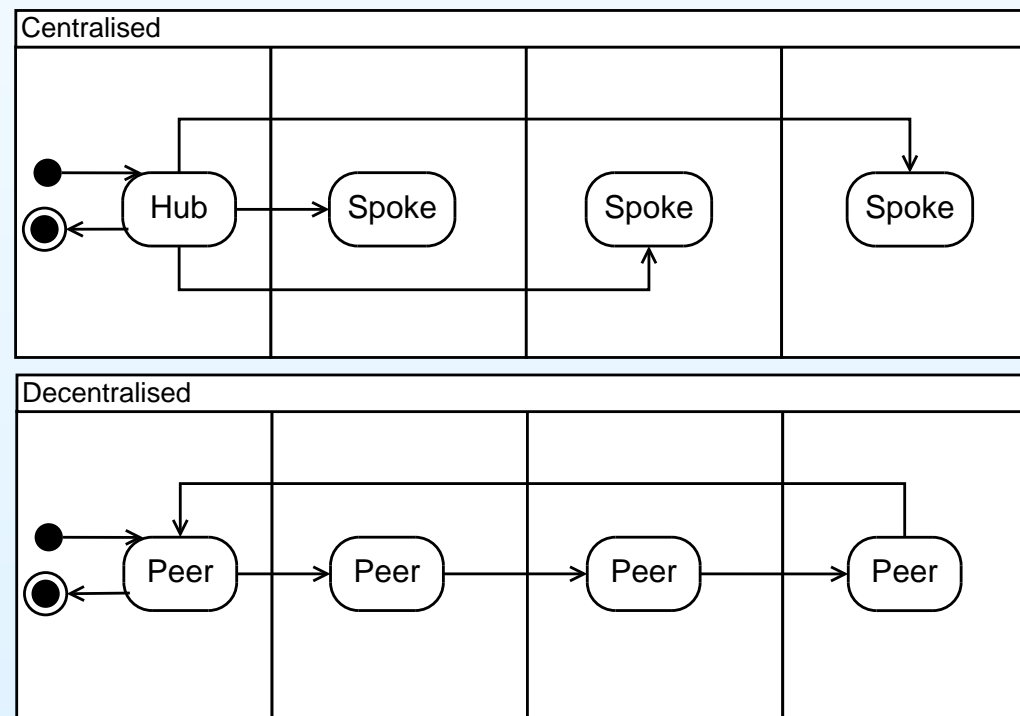 Centralised
Hub
Spoke
Spoke
Spoke
Decentralised
Peer
Peer
Peer
Peer